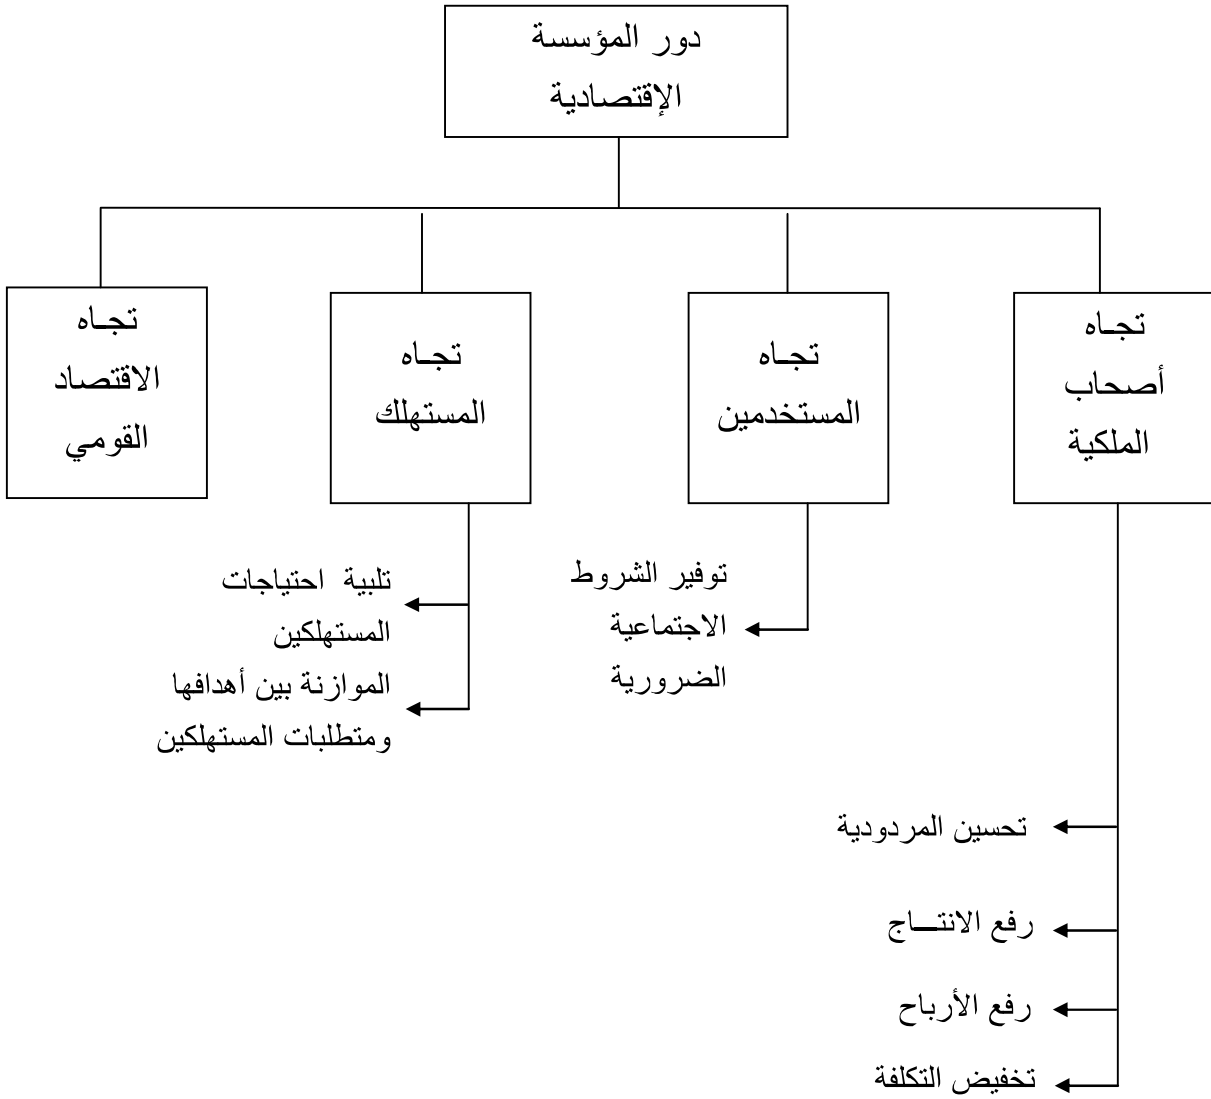 دور المؤسسة
الإقتصادية
تجـاه
أصحاب
الملكية
تجـاه
المستخدمين
تجـاه
المستهلك
تجـاه
الاقتصاد
القومي
توفير الشروط
الاجتماعية
الضرورية
تلبية احتياجات
المستهلكين
الموازنة بين أهدافها
ومتطلبات المستهلكين
تحسين المردودية
رفع الانتـــاج
رفع الأرباح
تخفيض التكلفة